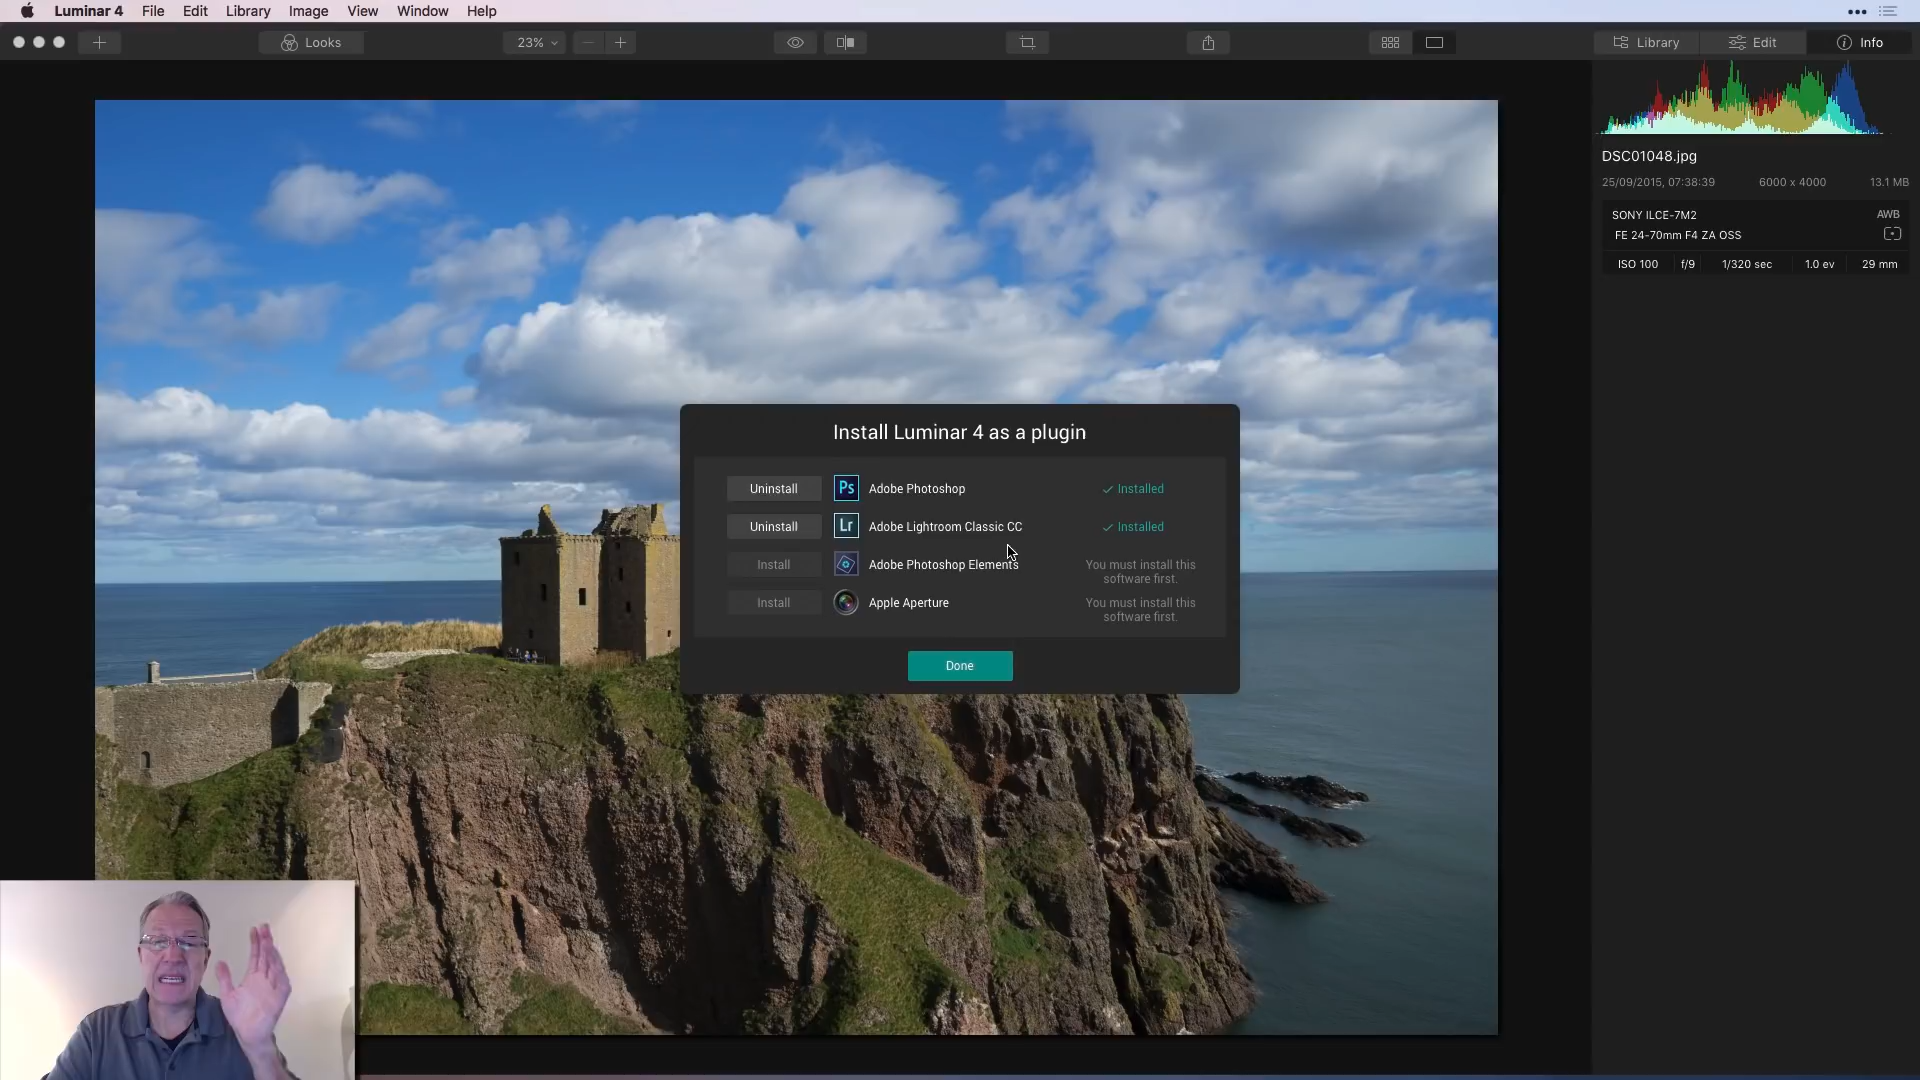 Luminar 4 File Edit Library Image View Window Help
Looks 23% Library Edit Info
DSC01048.jpg
25/09/2015, 07:38:39 6000 x 4000 13.1 MB
SONY ILCE-7M2 AWB
FE 24-70mm F4 ZA OSS
ISO 100 f/9 1/320 sec 1.0 ev 29 mm
Install Luminar 4 as a plugin
Uninstall Ps Adobe Photoshop Installed
Uninstall Lr Adobe Lightroom Classic CC Installed
Install Adobe Photoshop Elements You must install this
software first.
Install Apple Aperture You must install this
software first.
Done